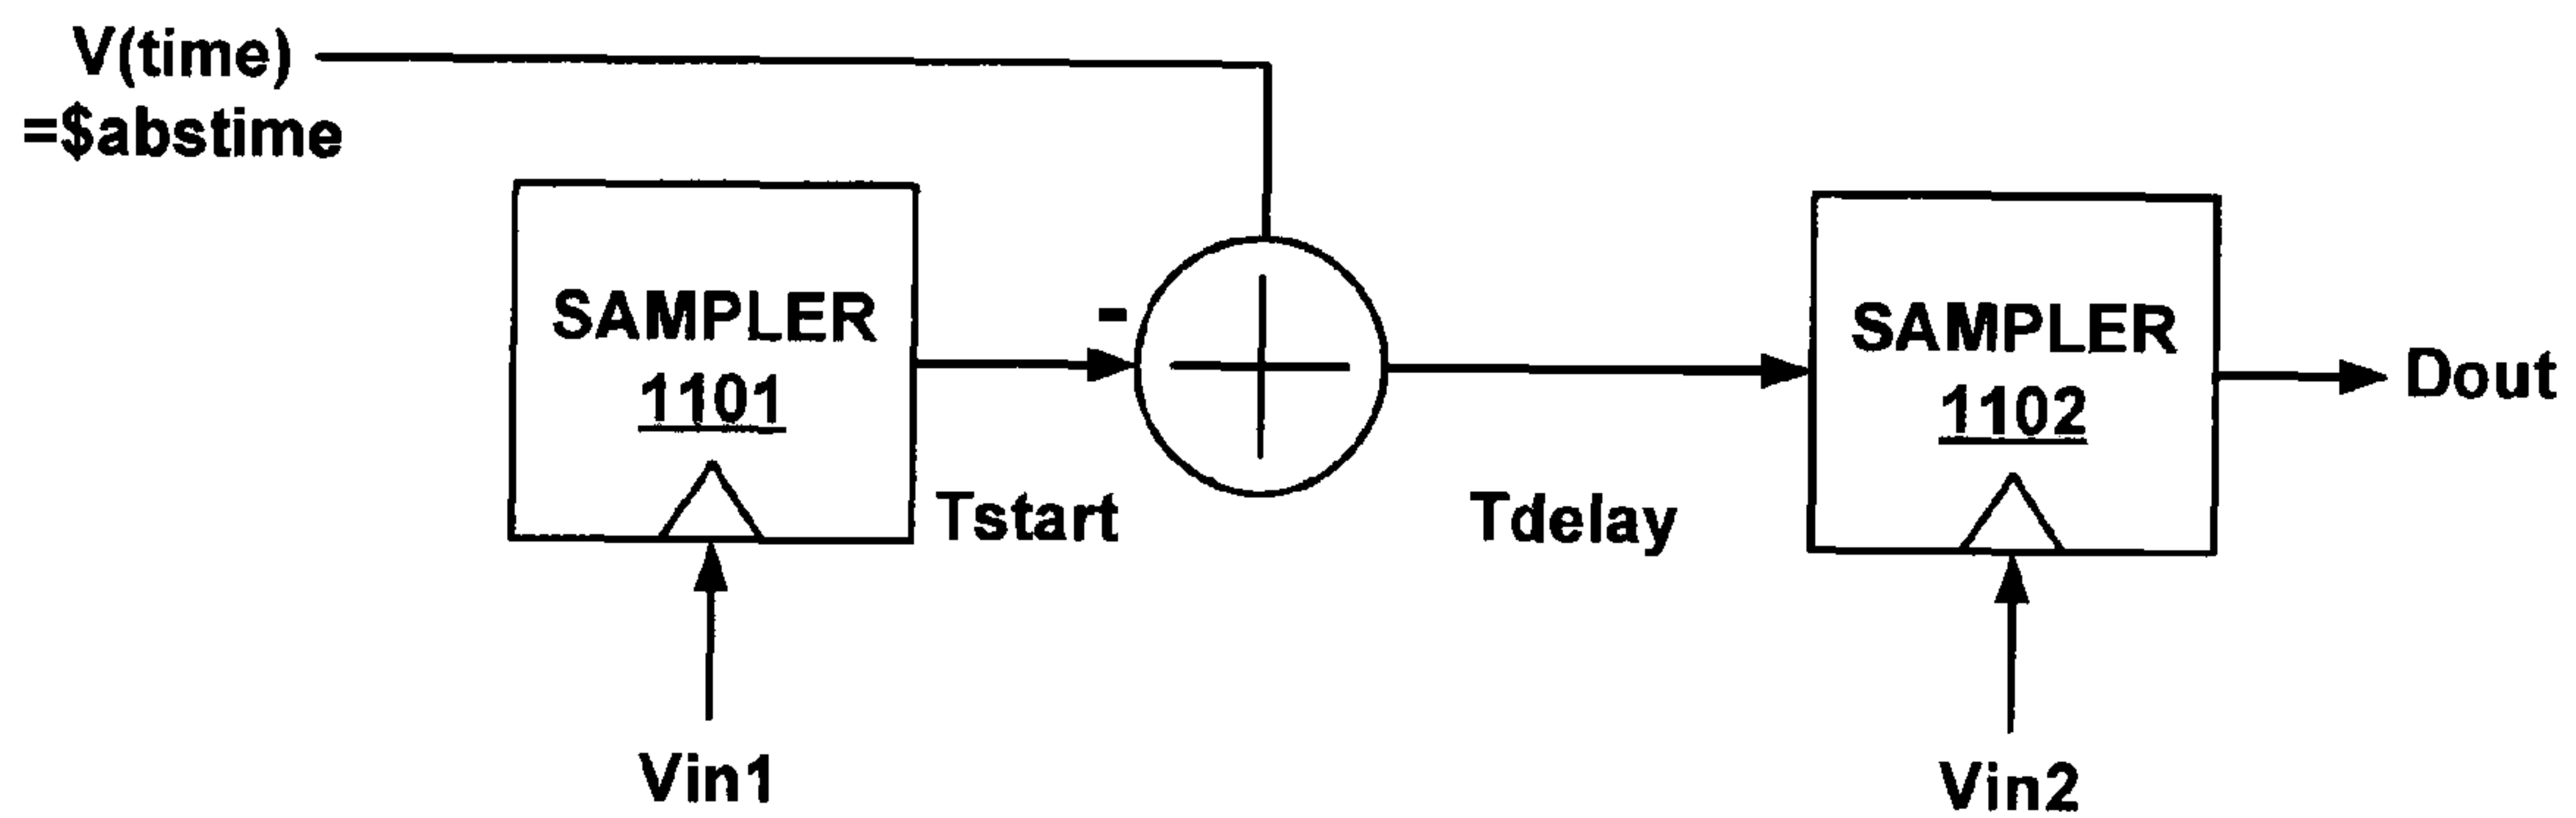 V(time)
=$abstime
SAMPLER
1101
-
Tstart
Tdelay
SAMPLER
1102
Dout
Vin1
Vin2